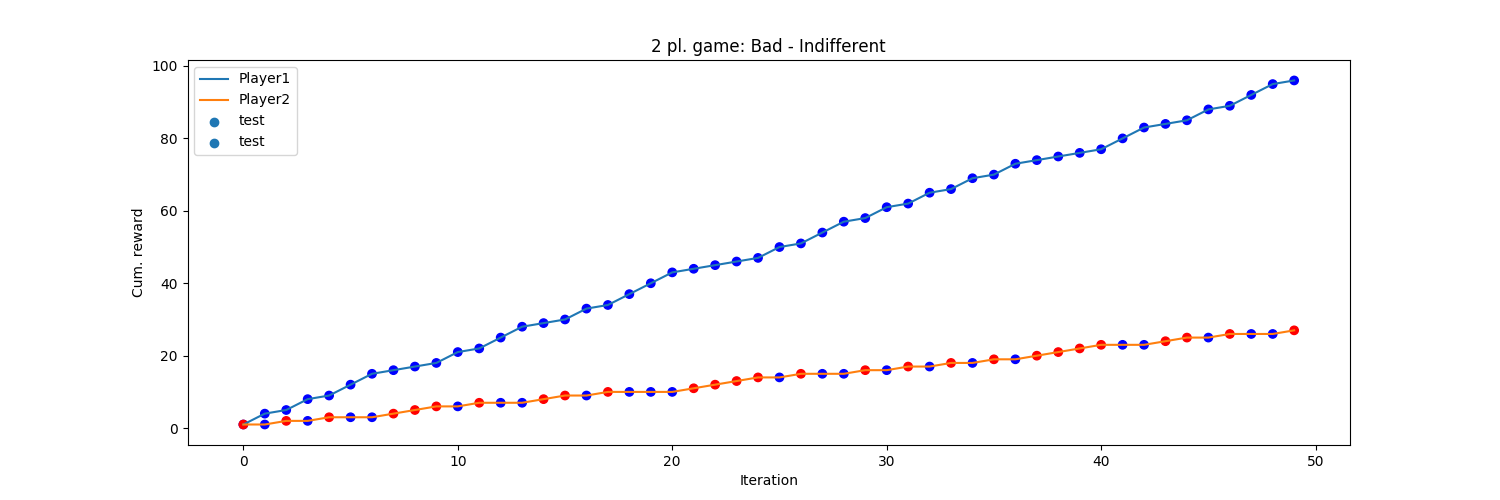 2 pl. game: Bad - Indifferent
Player1
Player2
test
test
100
80
60
40
20
0
Cum. reward
0 10 20 30 40 50
Iteration